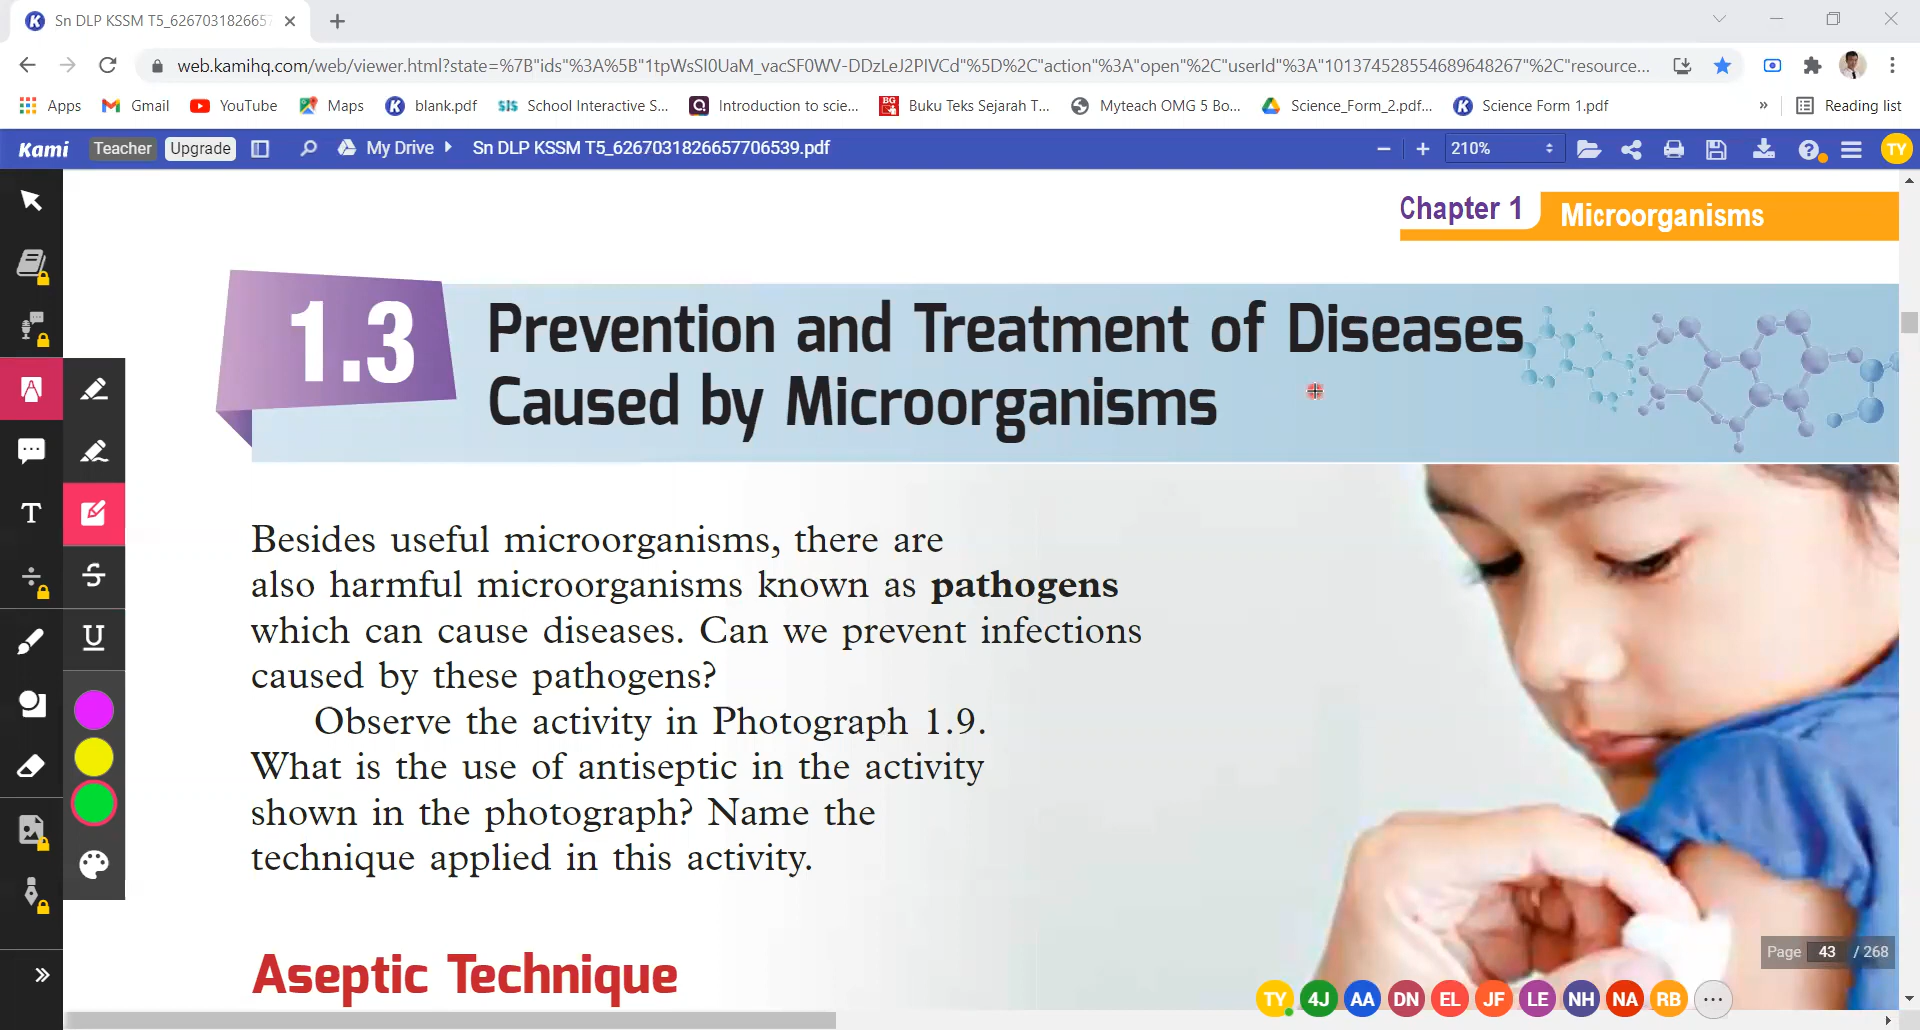 Sn DLP KSSM T5_6267031826657
web.kamihq.com/web/viewer.html?state=%7B"ids"%3A%5B"1tpWsSI0UaM_vacSF0WV-DDzLeJ2PIVCd"%5D%2C"action"%3A"open"%2C"userId"%3A"101374528554689648267"%2C"resource...
Apps Gmail YouTube Maps blank.pdf SIS School Interactive S... Introduction to scie... BG Buku Teks Sejarah T... Myteach OMG 5 Bo... Science_Form_2.pdf... Science Form 1.pdf » Reading list
Kami Teacher Upgrade My Drive Sn DLP KSSM T5_6267031826657706539.pdf 210% TY
Chapter 1 Microorganisms
1.3 Prevention and Treatment of Diseases
Caused by Microorganisms
Besides useful microorganisms, there are
also harmful microorganisms known as pathogens
which can cause diseases. Can we prevent infections
caused by these pathogens?
Observe the activity in Photograph 1.9.
What is the use of antiseptic in the activity
shown in the photograph? Name the
technique applied in this activity.
Aseptic Technique
Page 43 / 268
TY 4J AA DN EL JF LE NH NA RB ...